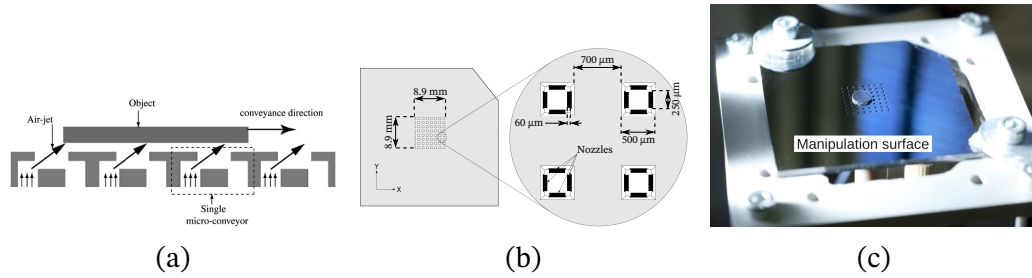 Object
Air-jet
conveyance direction
Single
micro-conveyor
(a)
8.9 mm
8.9 mm
Y
X
700 µm
250 µm
60 µm
500 µm
Nozzles
(b)
Manipulation surface
(c)